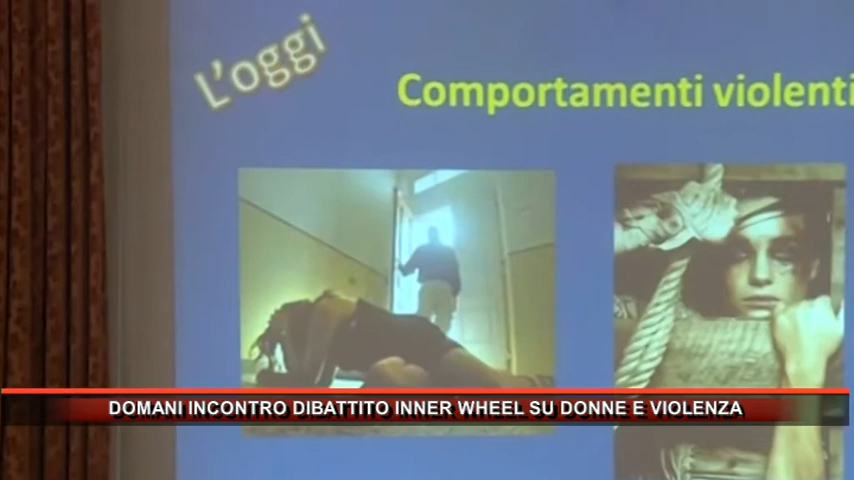 L'oggi
Comportamenti violenti
DOMANI INCONTRO DIBATTITO INNER WHEEL SU DONNE E VIOLENZA